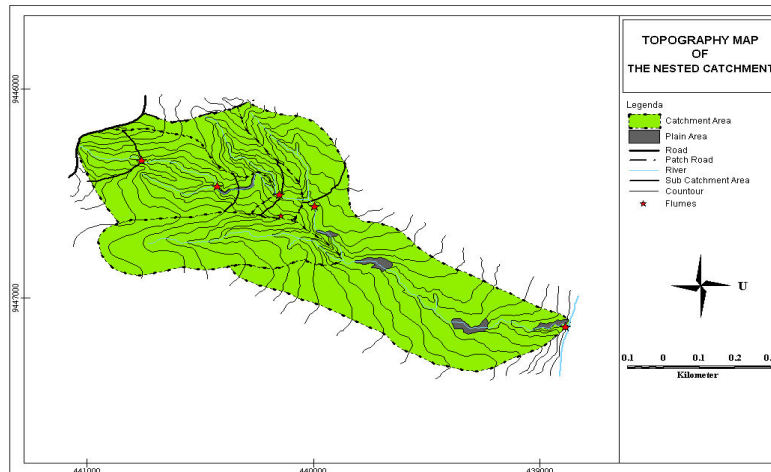 TOPOGRAPHY MAP
OF
THE NESTED CATCHMENT
Legenda
Catchment Area
Plain Area
Road
Patch Road
River
Sub Catchment Area
Countour
Flumes
U
0.1 0 0.1 0.2
Kilometer
9446000
9447000
441000 440000 439000